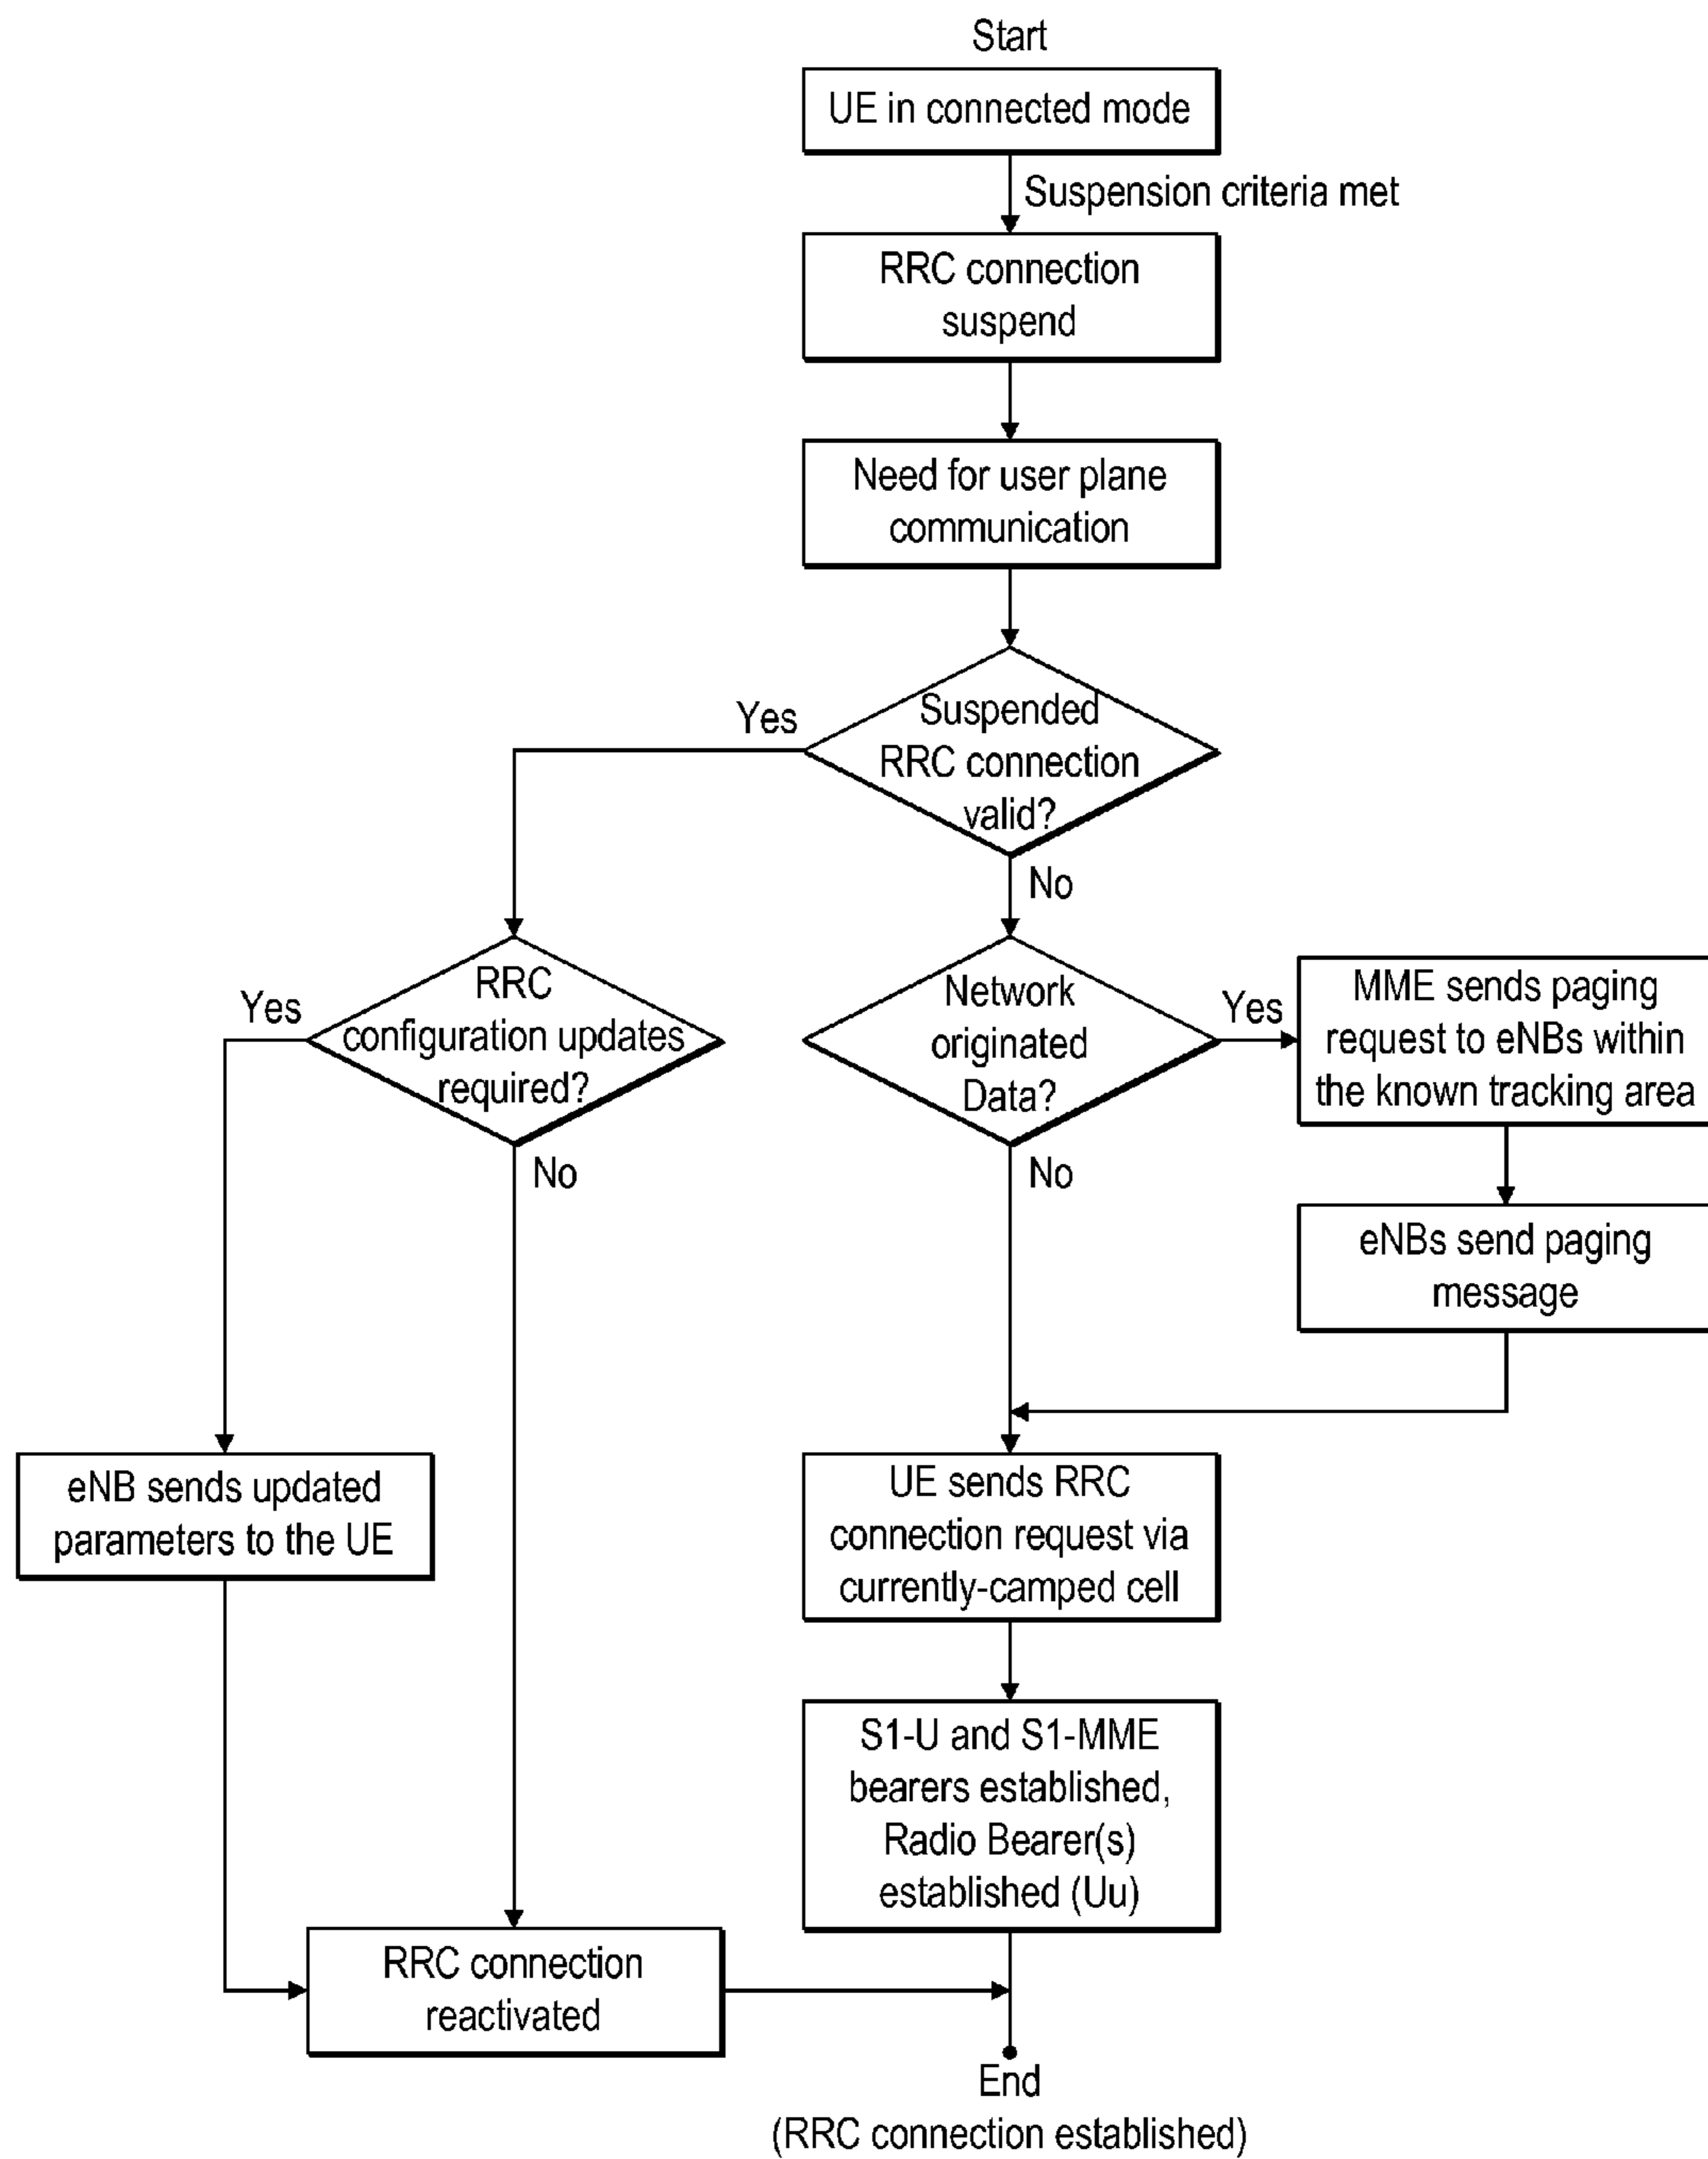 Start
UE in connected mode
Suspension criteria met
RRC connection
suspend
Need for user plane
communication
Yes
Suspended
RRC connection
valid?
No
Yes
RRC
configuration updates
required?
No
Network
originated
Data?
Yes
No
MME sends paging
request to eNBs within
the known tracking area
eNBs send paging
message
eNB sends updated
parameters to the UE
UE sends RRC
connection request via
currently-camped cell
S1-U and S1-MME
bearers established,
Radio Bearer(s)
established (Uu)
RRC connection
reactivated
End
(RRC connection established)